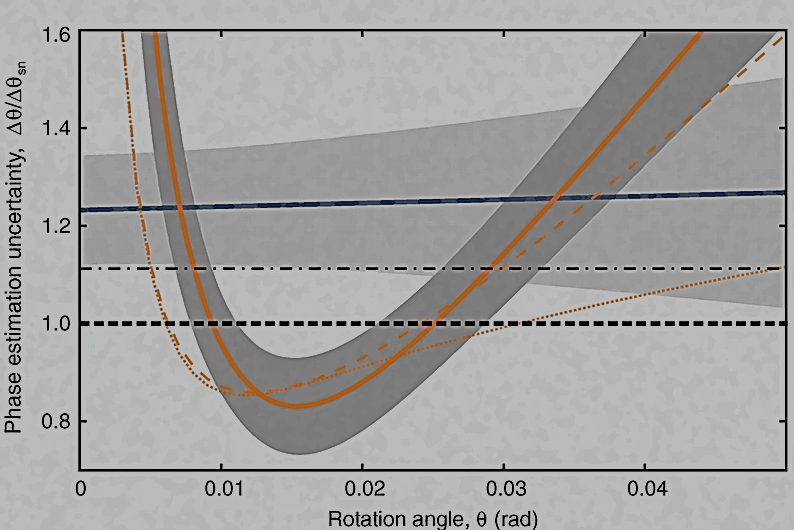 Phase estimation uncertainty, Δθ/Δθsn
1.6
1.4
1.2
1.0
0.8
0 0.01 0.02 0.03 0.04
Rotation angle, θ (rad)